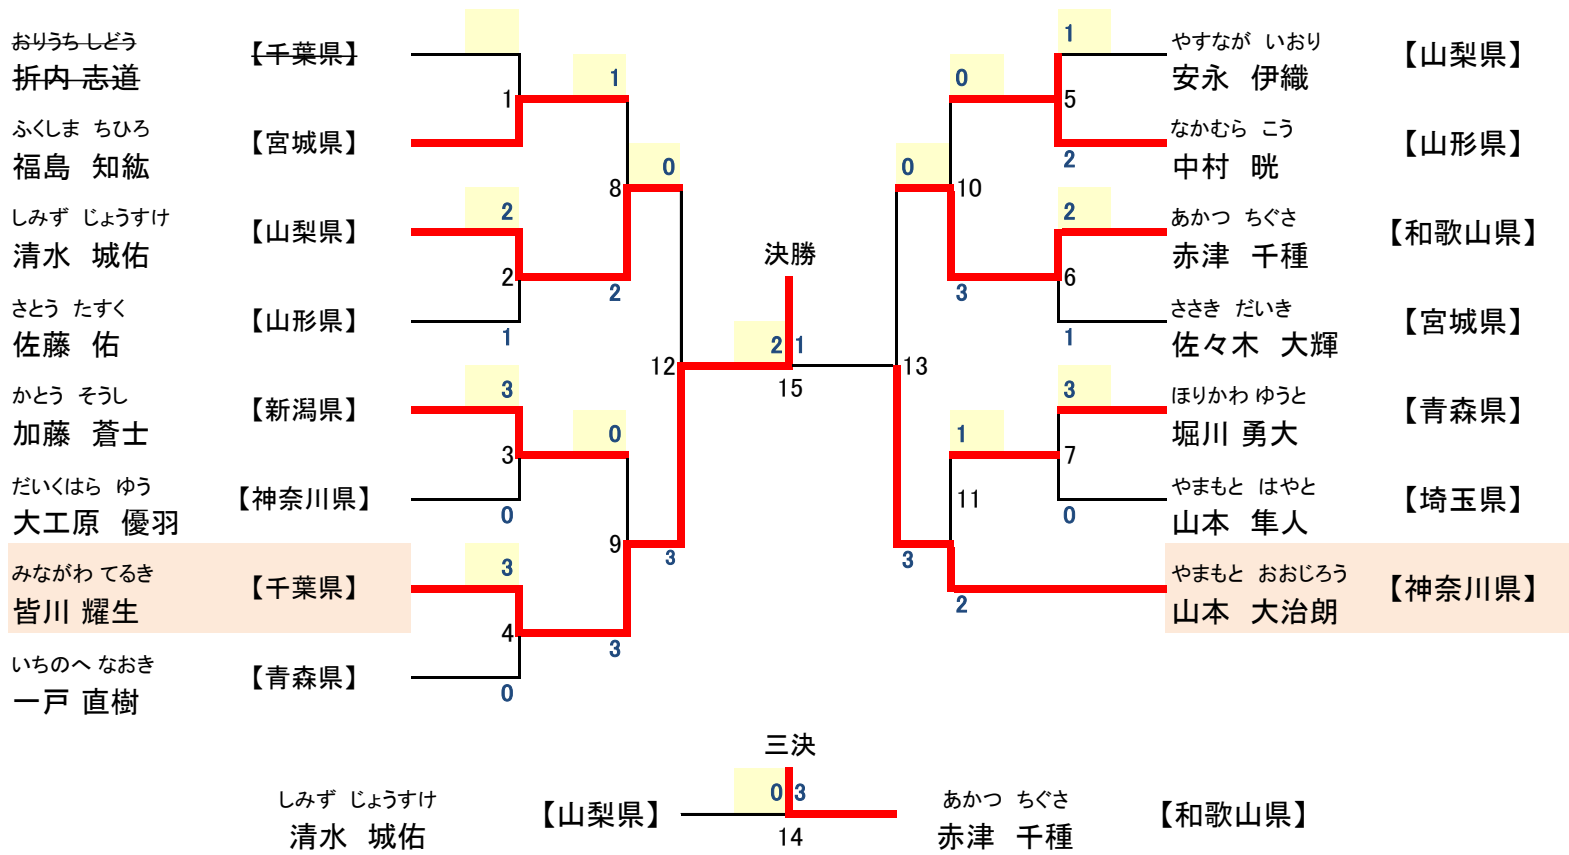 おりうち しどう
折内 志道
【千葉県】
ふくしま ちひろ
福島 知紘
【宮城県】
1
1
しみず じょうすけ
清水 城佑
【山梨県】
2
さとう たすく
佐藤 佑
【山形県】
1
2
2
8
0
かとう そうし
加藤 蒼士
【新潟県】
3
だいくはら ゆう
大工原 優羽
【神奈川県】
0
3
0
みながわ てるき
皆川 耀生
【千葉県】
3
いちのへ なおき
一戸 直樹
【青森県】
0
4
3
9
3
12
決勝
2 1
15
やすなが いおり
安永 伊織
【山梨県】
1
なかむら こう
中村 晄
【山形県】
2
5
0
あかつ ちぐさ
赤津 千種
【和歌山県】
2
ささき だいき
佐々木 大輝
【宮城県】
1
6
3
10
0
ほりかわ ゆうと
堀川 勇大
【青森県】
3
やまもと はやと
山本 隼人
【埼玉県】
0
7
1
やまもと おおじろう
山本 大治朗
【神奈川県】
2
11
3
13
三決
しみず じょうすけ
清水 城佑
【山梨県】
0 3
14
あかつ ちぐさ
赤津 千種
【和歌山県】